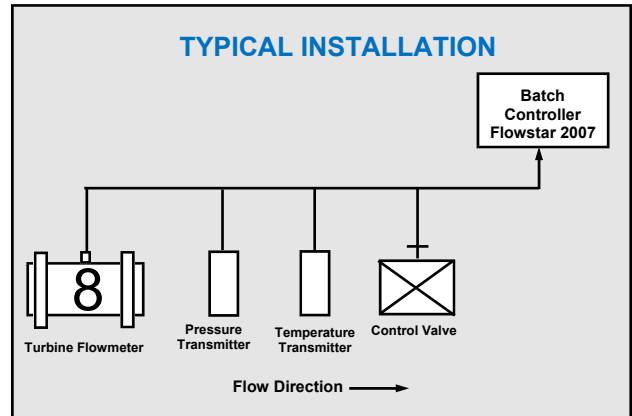 TYPICAL INSTALLATION
Batch
Controller
Flowstar 2007
8
Turbine Flowmeter
Pressure
Transmitter
Temperature
Transmitter
Control Valve
Flow Direction